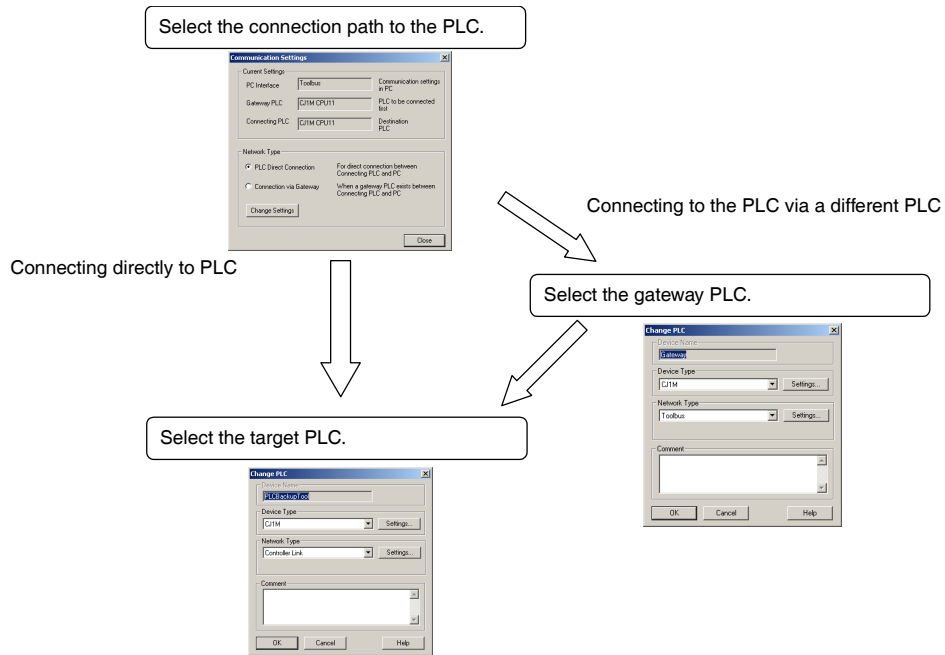 Select the connection path to the PLC.
Communication Settings
Current Settings
PC Interface Toolbus Communication settings in PC
Gateway PLC CJ1M CPU11 PLC to be connected first
Connecting PLC CJ1M CPU11 Destination PLC
Network Type
PLC Direct Connection For direct connection between Connecting PLC and PC
Connection via Gateway When a gateway PLC exists between Connecting PLC and PC
Change Settings
Close
Connecting to the PLC via a different PLC
Connecting directly to PLC
Select the gateway PLC.
Change PLC
Device Name
Gateway
Device Type
CJ1M Settings...
Network Type
Toolbus Settings...
Comment
OK Cancel Help
Select the target PLC.
Change PLC
Device Name
PLCBackupTool
Device Type
CJ1M Settings...
Network Type
Controller Link Settings...
Comment
OK Cancel Help